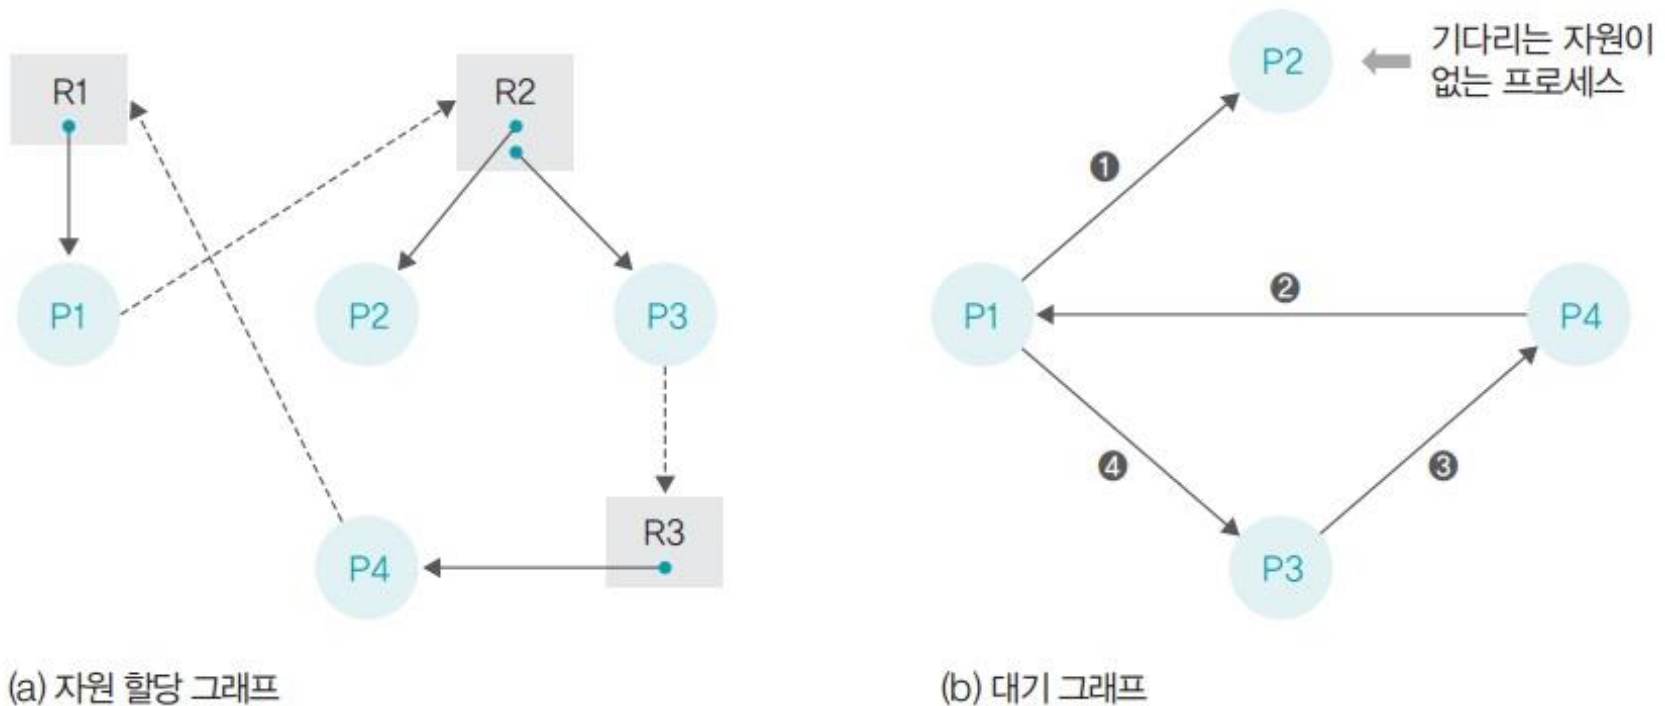 R1
R2
P1
P2
P3
R3
P4
(a) 자원 할당 그래프
P2
기다리는 자원이
없는 프로세스
❶
P1
❷
P4
❹
❸
P3
(b) 대기 그래프